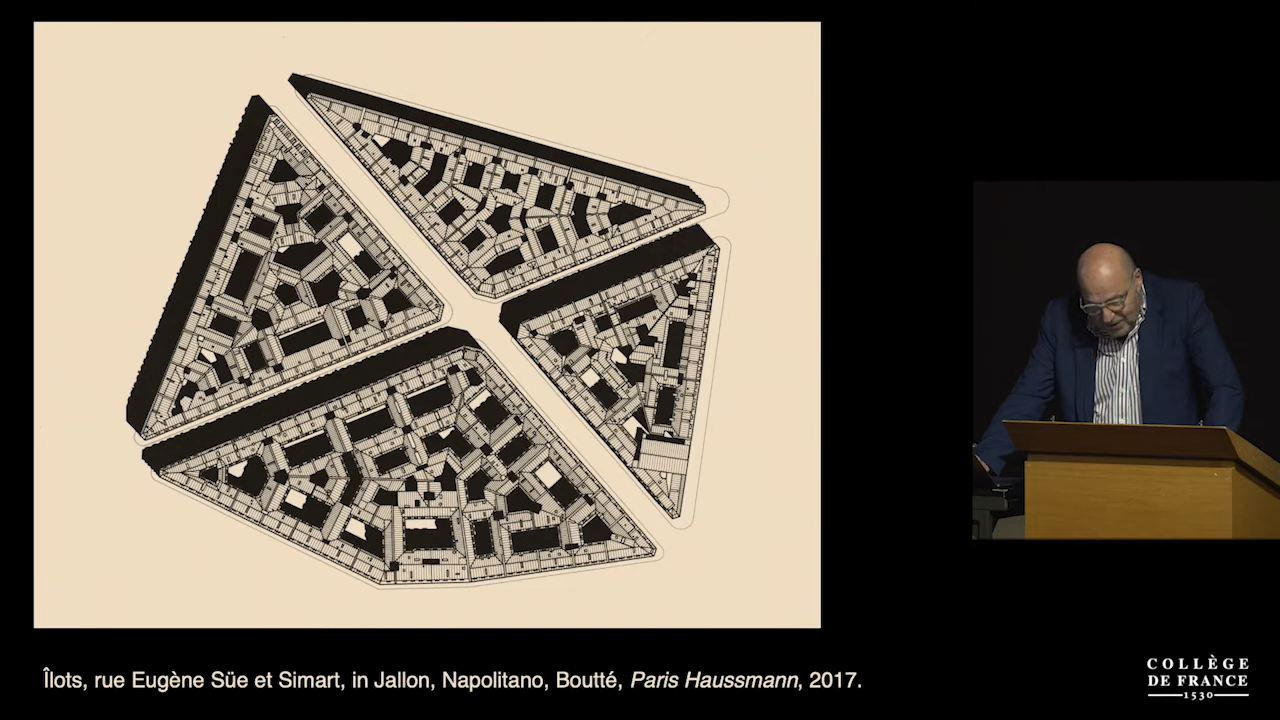 Îlots, rue Eugène Süe et Simart, in Jallon, Napolitano, Boutté, Paris Haussmann, 2017.
COLLÈGE
DE FRANCE
1530